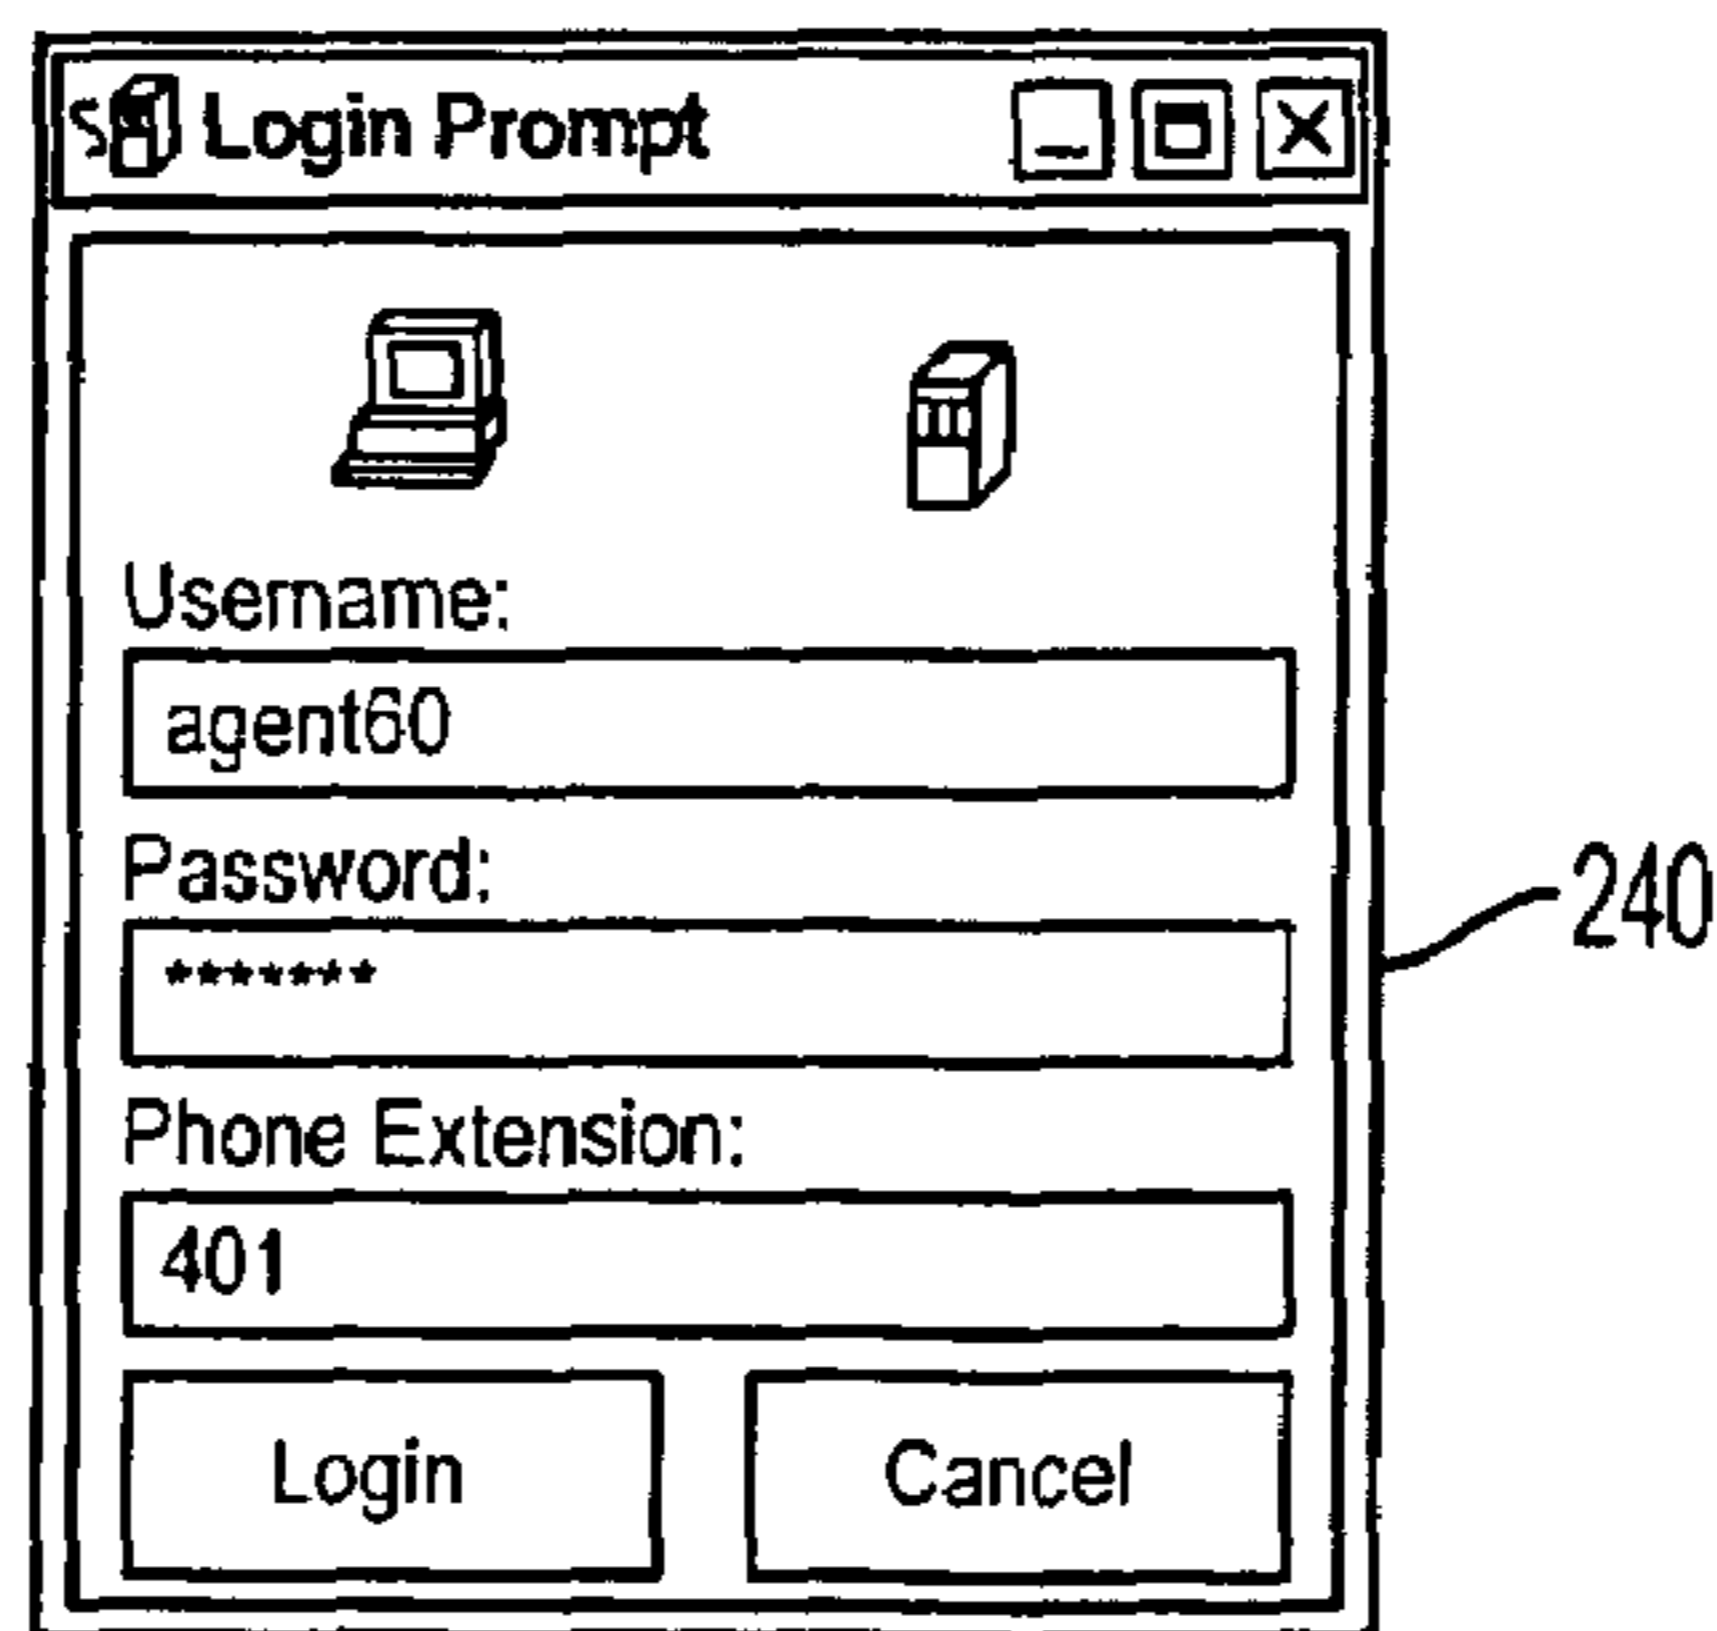 Login Prompt
Username:
agent60
Password:
*******
240
Phone Extension:
401
Login Cancel